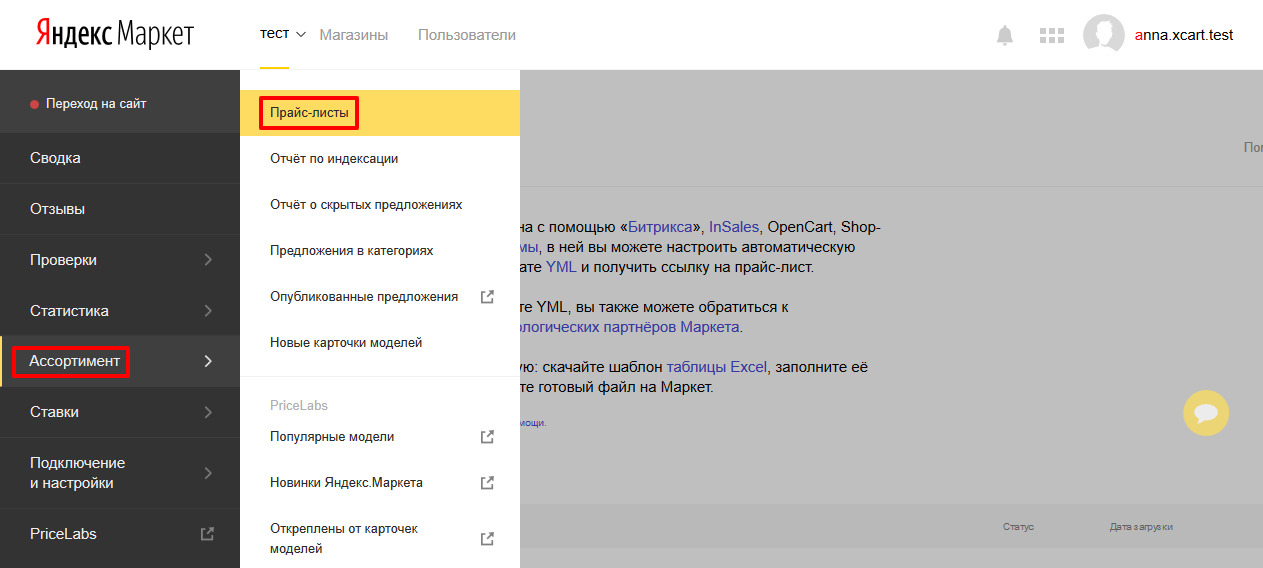 Яндекс Маркет
тест
Магазины
Пользователи
anna.xcart.test
Переход на сайт
Сводка
Отзывы
Проверки
Статистика
Ассортимент
Ставки
Подключение
и настройки
PriceLabs
Прайс-листы
Отчёт по индексации
Отчёт о скрытых предложениях
Предложения в категориях
Опубликованные предложения
Новые карточки моделей
PriceLabs
Популярные модели
Новинки Яндекс.Маркета
Откреплены от карточек
моделей
Пог
на с помощью «Битрикса», InSales, OpenCart, Shop-
мы, в ней вы можете настроить автоматическую
ате YML и получить ссылку на прайс-лист.
те YML, вы также можете обратиться к
ологических партнёров Маркета.
ую: скачайте шаблон таблицы Excel, заполните её
те готовый файл на Маркет.
мощи.
Статус
Дата загрузки